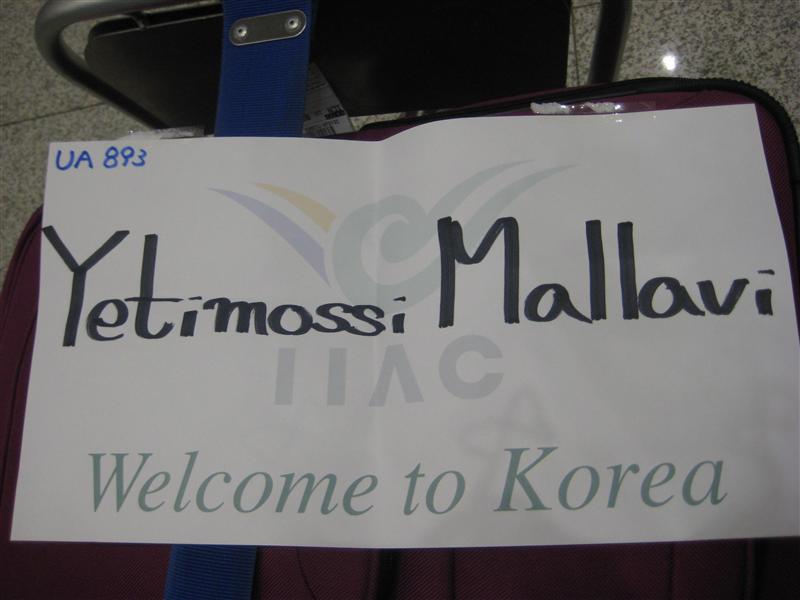 UA 893
Yetimossi Mallavi
IIAC
Welcome to Korea